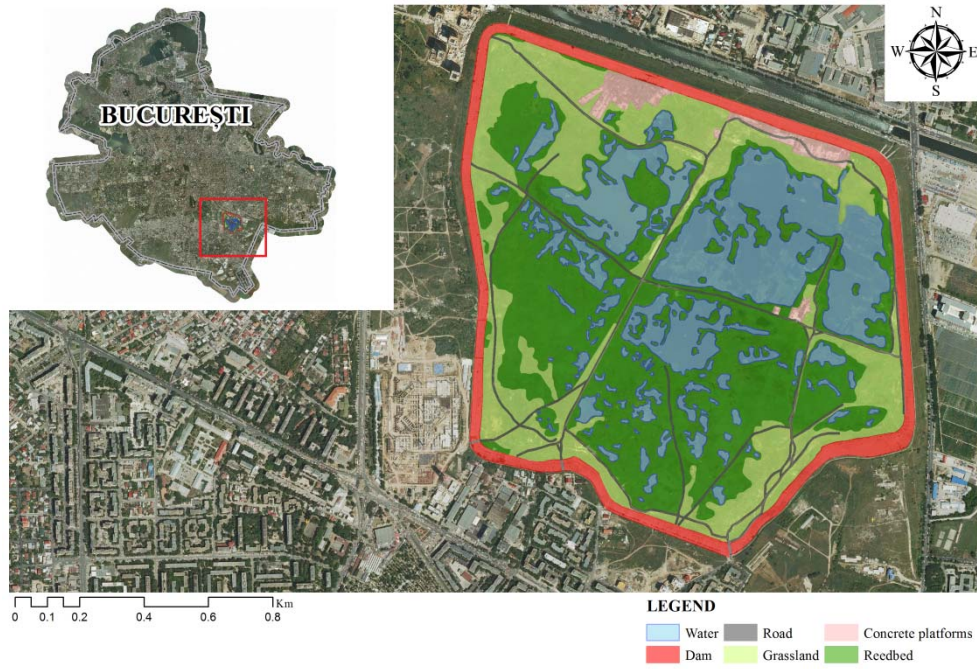 BUCUREȘTI
N
W E
S
0 0.1 0.2 0.4 0.6 0.8 Km
LEGEND
Water Road Concrete platforms
Dam Grassland Reedbed